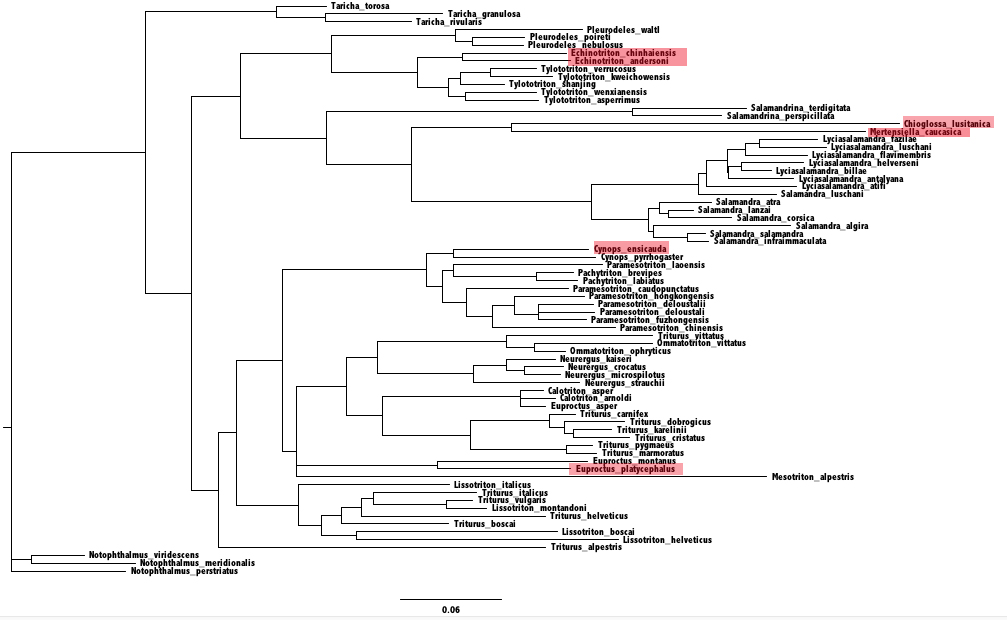 Taricha_torosa
Taricha_granulosa
Taricha_rivularis
Pleurodeles_waltl
Pleurodeles_poireti
Pleurodeles_nebulosus
Echinotriton_chinhaiensis
Echinotriton_andersoni
Tylototriton_verrucosus
Tylototriton_kweichowensis
Tylototriton_shanjing
Tylototriton_wenxianensis
Tylototriton_asperrimus
Salamandrina_terdigitata
Salamandrina_perspicillata
Chioglossa_lusitanica
Mertensiella_caucasica
Lyciasalamandra_fazilae
Lyciasalamandra_luschani
Lyciasalamandra_flavimembris
Lyciasalamandra_helverseni
Lyciasalamandra_billae
Lyciasalamandra_antalyana
Lyciasalamandra_atifi
Salamandra_luschani
Salamandra_atra
Salamandra_lanzai
Salamandra_corsica
Salamandra_algira
Salamandra_salamandra
Salamandra_infraimmaculata
Cynops_ensicauda
Cynops_pyrrhogaster
Paramesotriton_laoensis
Pachytriton_brevipes
Pachytriton_labiatus
Paramesotriton_caudopunctatus
Paramesotriton_hongkongensis
Paramesotriton_deloustalii
Paramesotriton_deloustali
Paramesotriton_fuzhongensis
Paramesotriton_chinensis
Triturus_vittatus
Ommatotriton_vittatus
Ommatotriton_ophryticus
Neurergus_kaiseri
Neurergus_crocatus
Neurergus_microspilotus
Neurergus_strauchii
Calotriton_asper
Calotriton_arnoldi
Euproctus_asper
Triturus_carnifex
Triturus_dobrogicus
Triturus_karelinii
Triturus_cristatus
Triturus_pygmaeus
Triturus_marmoratus
Euproctus_montanus
Euproctus_platycephalus
Mesotriton_alpestris
Lissotriton_italicus
Triturus_italicus
Triturus_vulgaris
Lissotriton_montandoni
Triturus_helveticus
Triturus_boscai
Lissotriton_boscai
Lissotriton_helveticus
Triturus_alpestris
Notophthalmus_viridescens
Notophthalmus_meridionalis
Notophthalmus_perstriatus
0.06